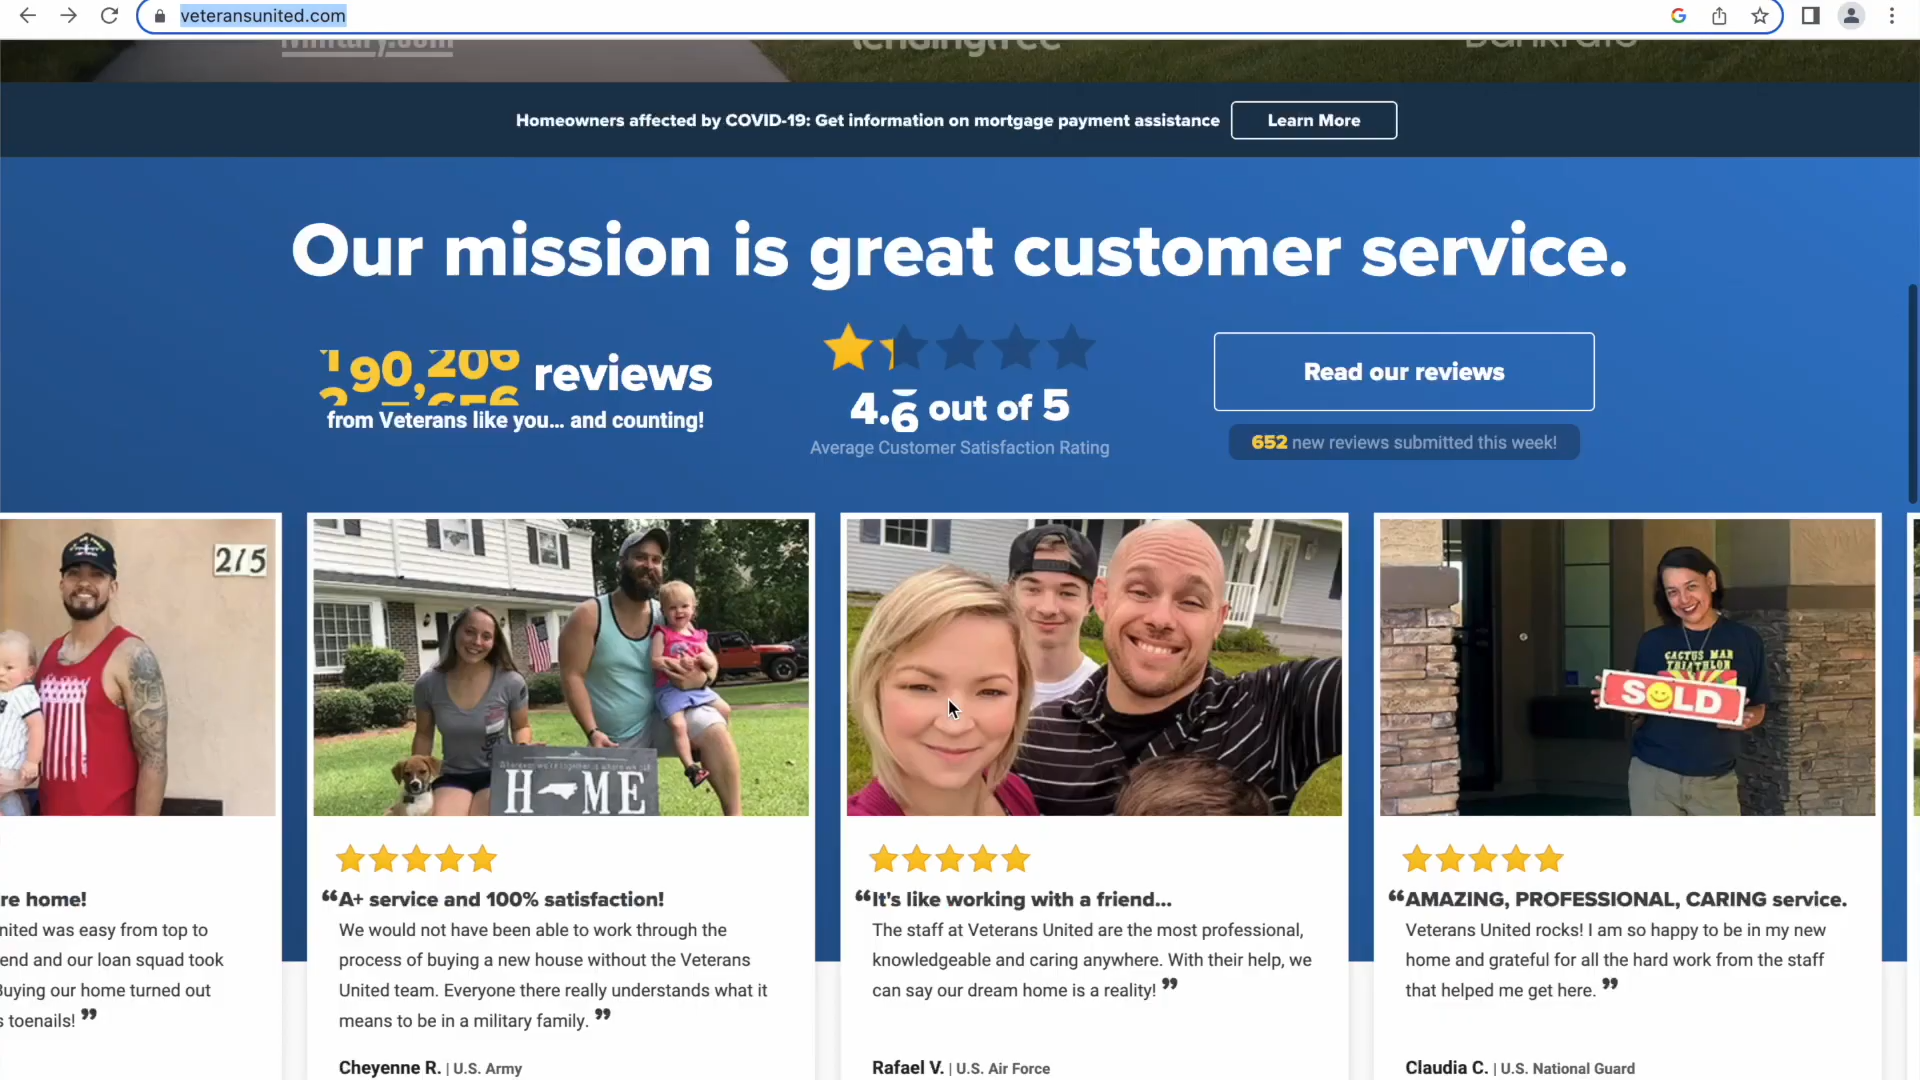 veteransunited.com
Military.com
lendingtree
Bankrate
Homeowners affected by COVID-19: Get information on mortgage payment assistance
Learn More
Our mission is great customer service.
reviews
from Veterans like you... and counting!
4.6 out of 5
Average Customer Satisfaction Rating
Read our reviews
652 new reviews submitted this week!
2/5
HOME
CACTUS MAN
TRIATHLON
SOLD
re home!
nited was easy from top to
end and our loan squad took
Buying our home turned out
s toenails! ”
“A+ service and 100% satisfaction!
We would not have been able to work through the
process of buying a new house without the Veterans
United team. Everyone there really understands what it
means to be in a military family. ”
Cheyenne R. | U.S. Army
“It's like working with a friend...
The staff at Veterans United are the most professional,
knowledgeable and caring anywhere. With their help, we
can say our dream home is a reality! ”
Rafael V. | U.S. Air Force
“AMAZING, PROFESSIONAL, CARING service.
Veterans United rocks! I am so happy to be in my new
home and grateful for all the hard work from the staff
that helped me get here. ”
Claudia C. | U.S. National Guard